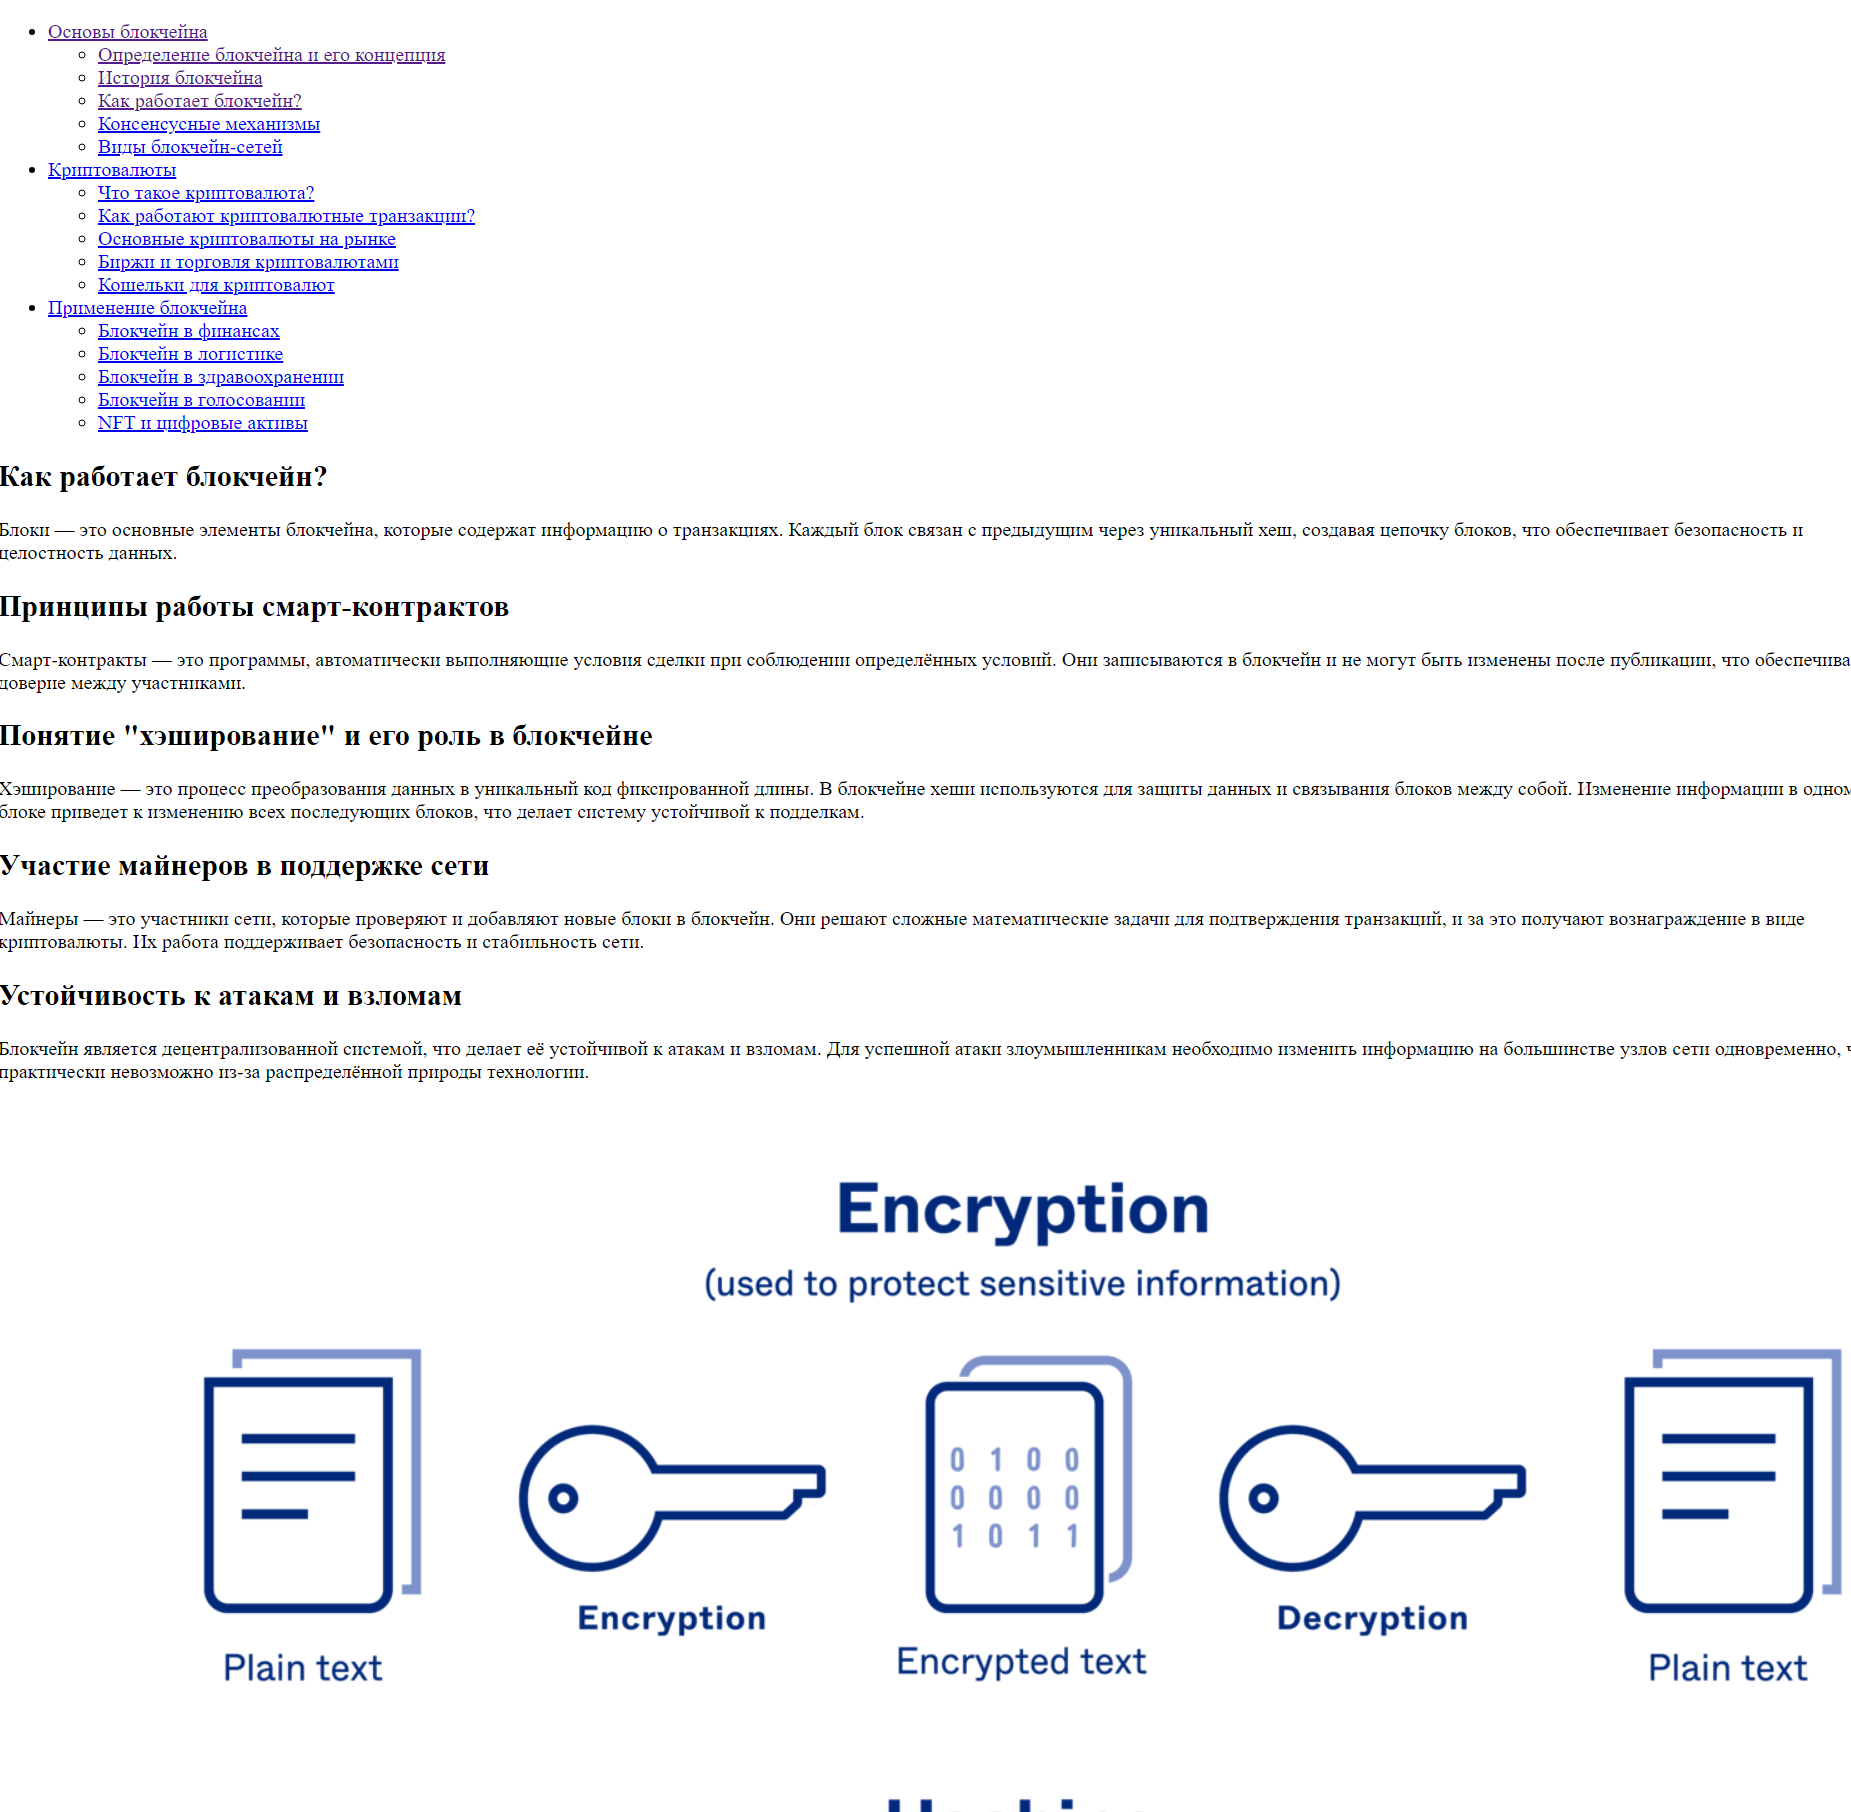 Основы блокчейна
Определение блокчейна и его концепция
История блокчейна
Как работает блокчейн?
Консенсусные механизмы
Виды блокчейн-сетей
Криптовалюты
Что такое криптовалюта?
Как работают криптовалютные транзакции?
Основные криптовалюты на рынке
Биржи и торговля криптовалютами
Кошельки для криптовалют
Применение блокчейна
Блокчейн в финансах
Блокчейн в логистике
Блокчейн в здравоохранении
Блокчейн в голосовании
NFT и цифровые активы
Как работает блокчейн?
Блоки — это основные элементы блокчейна, которые содержат информацию о транзакциях. Каждый блок связан с предыдущим через уникальный хеш, создавая цепочку блоков, что обеспечивает безопасность и
целостность данных.
Принципы работы смарт-контрактов
Смарт-контракты — это программы, автоматически выполняющие условия сделки при соблюдении определённых условий. Они записываются в блокчейн и не могут быть изменены после публикации, что обеспечива
доверие между участниками.
Понятие "хэширование" и его роль в блокчейне
Хэширование — это процесс преобразования данных в уникальный код фиксированной длины. В блокчейне хеши используются для защиты данных и связывания блоков между собой. Изменение информации в одном
блоке приведет к изменению всех последующих блоков, что делает систему устойчивой к подделкам.
Участие майнеров в поддержке сети
Майнеры — это участники сети, которые проверяют и добавляют новые блоки в блокчейн. Они решают сложные математические задачи для подтверждения транзакций, и за это получают вознаграждение в виде
криптовалюты. Их работа поддерживает безопасность и стабильность сети.
Устойчивость к атакам и взломам
Блокчейн является децентрализованной системой, что делает её устойчивой к атакам и взломам. Для успешной атаки злоумышленникам необходимо изменить информацию на большинстве узлов сети одновременно,
практически невозможно из-за распределённой природы технологии.
Encryption
(used to protect sensitive information)
0 1 0 0
0 0 0 0
1 0 1 1
Encryption
Decryption
Plain text
Encrypted text
Plain text